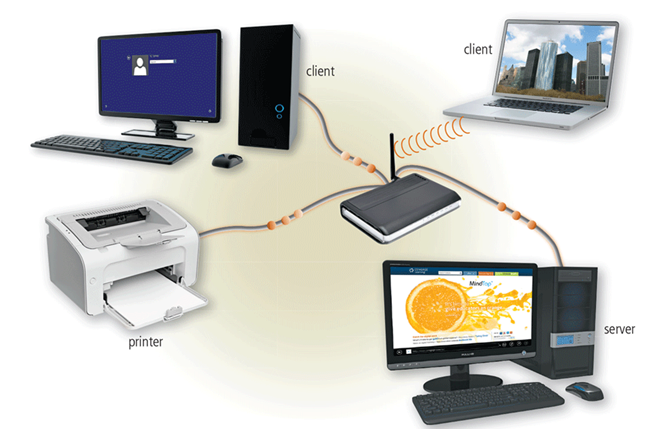 client
client
MindTap
printer
server